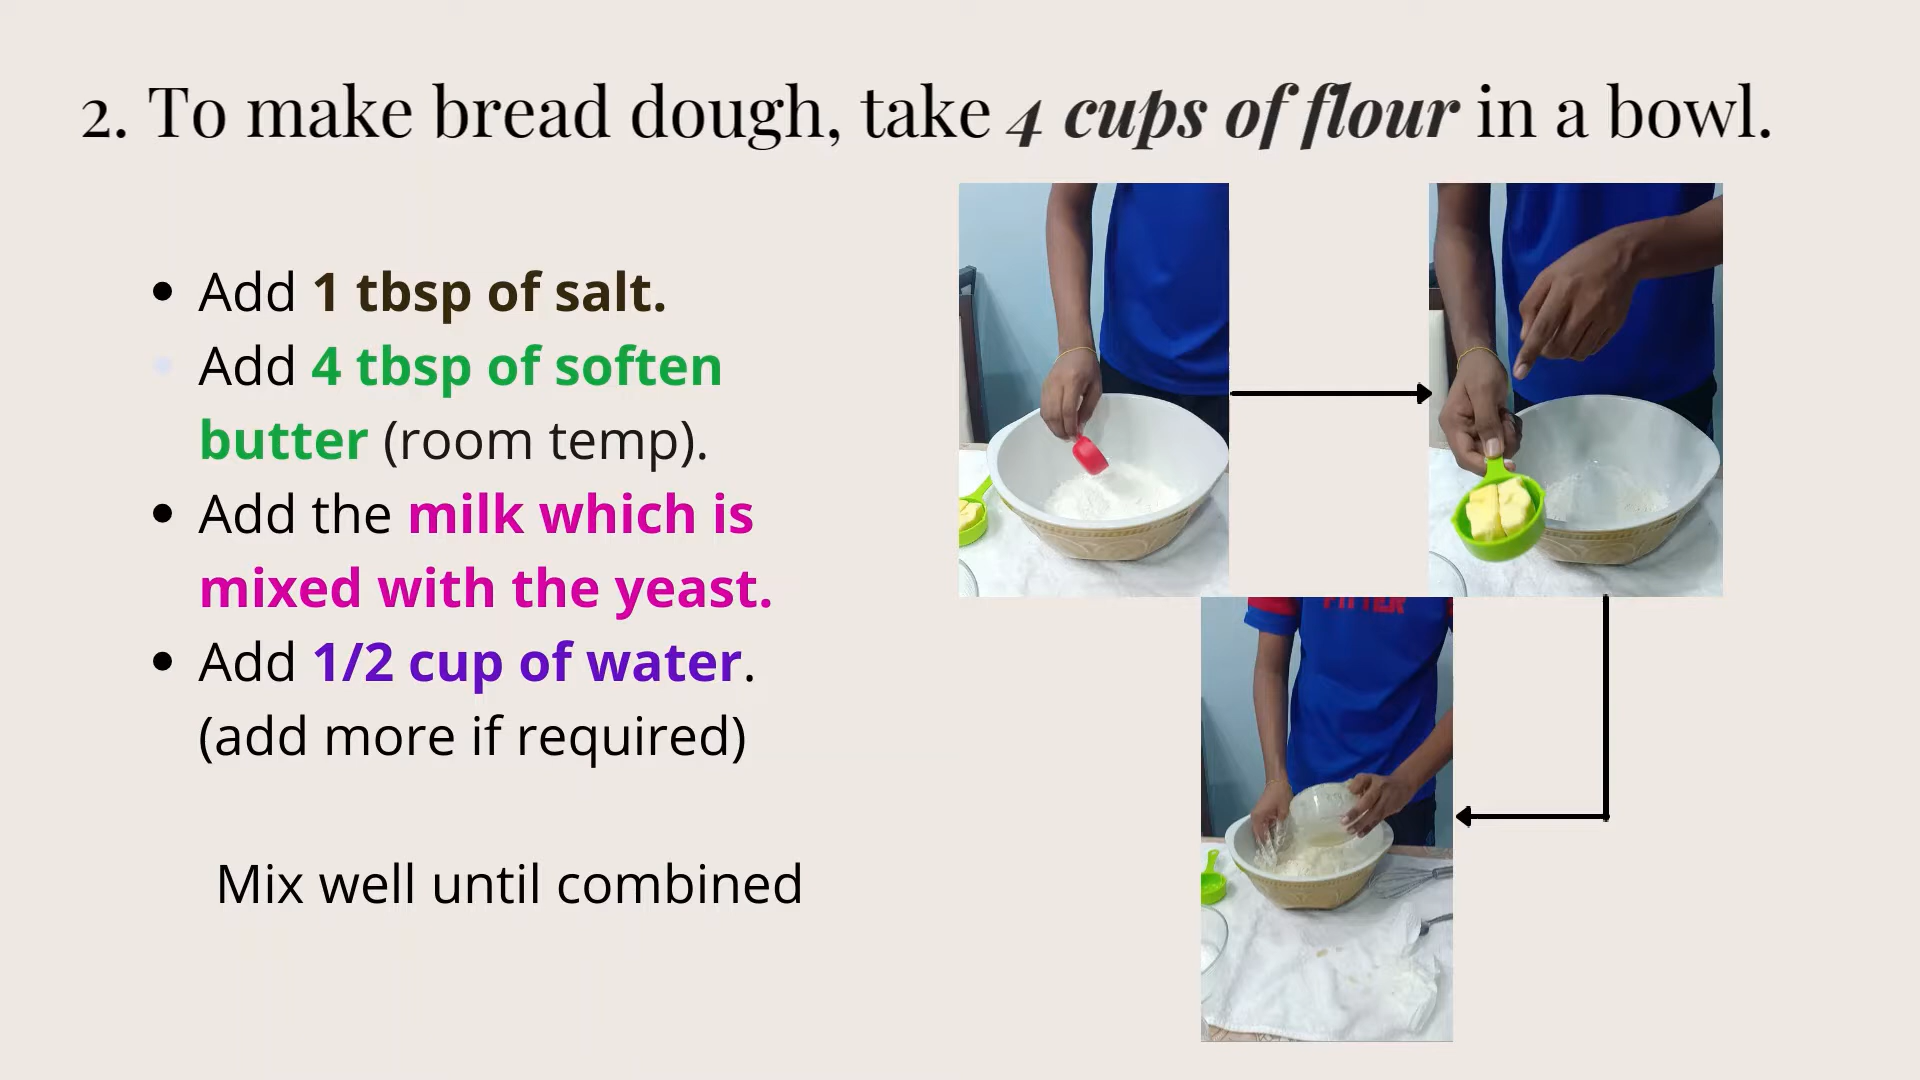 2. To make bread dough, take 4 cups of flour in a bowl.
• Add 1 tbsp of salt.
• Add 4 tbsp of soften
butter (room temp).
• Add the milk which is
mixed with the yeast.
• Add 1/2 cup of water.
(add more if required)
Mix well until combined